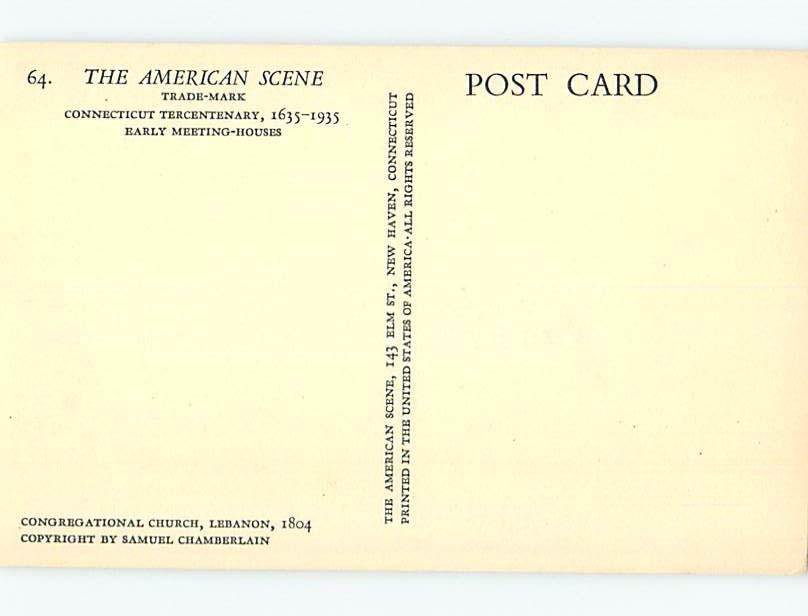 64. THE AMERICAN SCENE
TRADE-MARK
CONNECTICUT TERCENTENARY, 1635-1935
EARLY MEETING-HOUSES
CONGREGATIONAL CHURCH, LEBANON, 1804
COPYRIGHT BY SAMUEL CHAMBERLAIN
THE AMERICAN SCENE, 143 ELM ST., NEW HAVEN, CONNECTICUT
PRINTED IN THE UNITED STATES OF AMERICA·ALL RIGHTS RESERVED
POST CARD